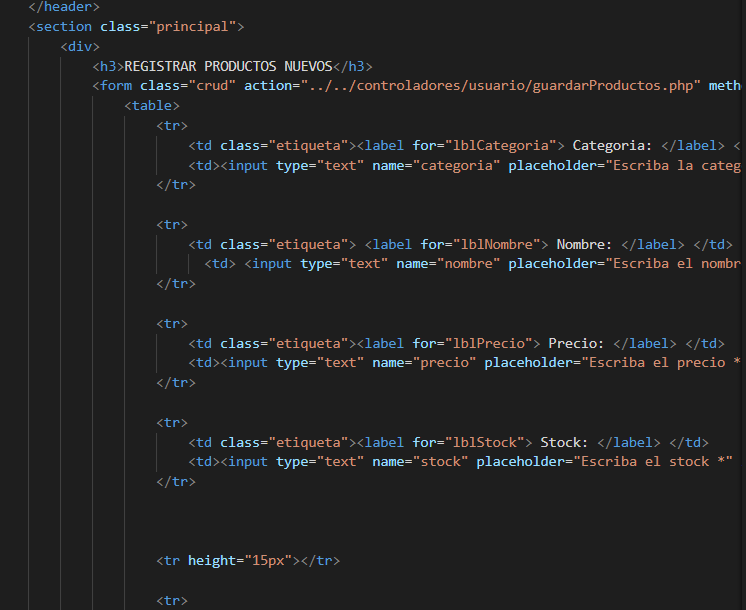 </header>
<section class="principal">
<div>
<h3>REGISTRAR PRODUCTOS NUEVOS</h3>
<form class="crud" action="../../controladores/usuario/guardarProductos.php" meth
<table>
<tr>
<td class="etiqueta"><label for="lblCategoria"> Categoria: </label> <
<td><input type="text" name="categoria" placeholder="Escriba la categ
</tr>
<tr>
<td class="etiqueta"> <label for="lblNombre"> Nombre: </label> </td>
<td> <input type="text" name="nombre" placeholder="Escriba el nombr
</tr>
<tr>
<td class="etiqueta"><label for="lblPrecio"> Precio: </label> </td>
<td><input type="text" name="precio" placeholder="Escriba el precio *
</tr>
<tr>
<td class="etiqueta"><label for="lblStock"> Stock: </label> </td>
<td><input type="text" name="stock" placeholder="Escriba el stock *"
</tr>
<tr height="15px"></tr>
<tr>